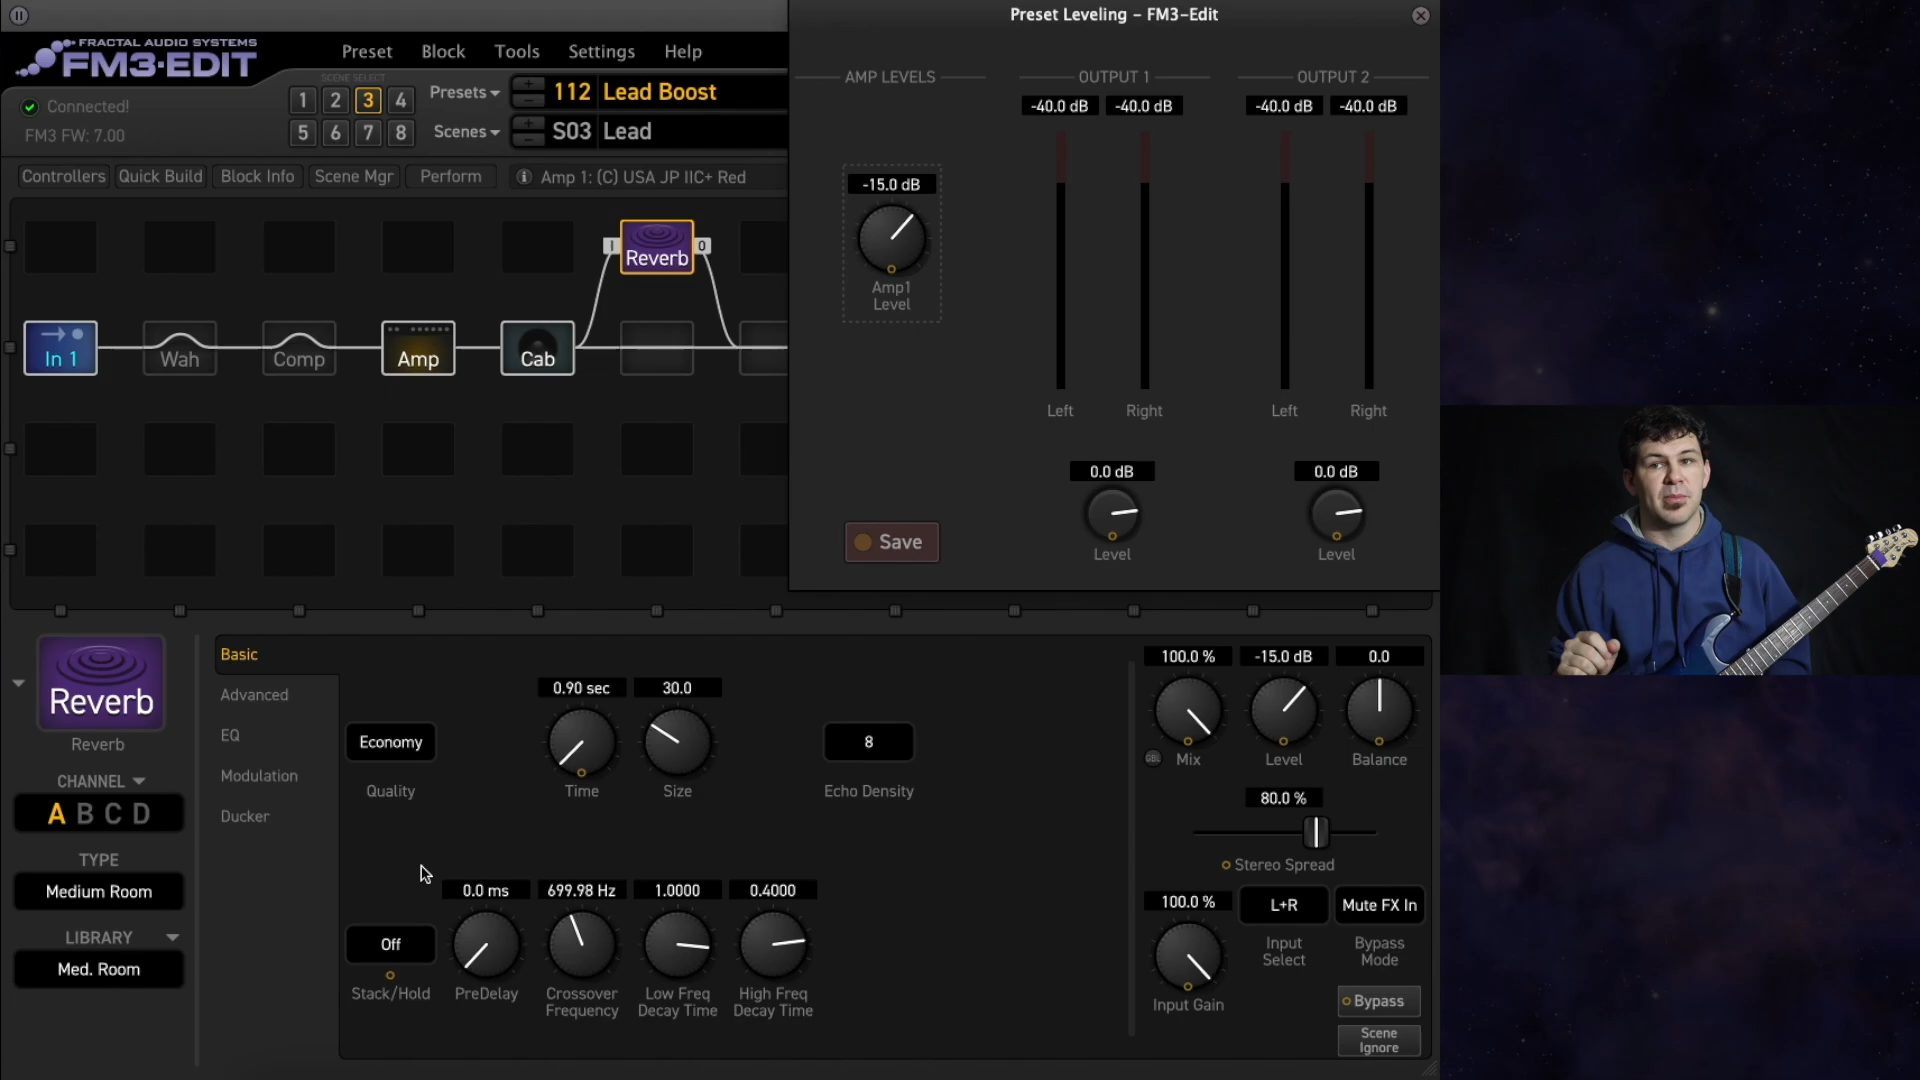 Preset Leveling - FM3-Edit
FRACTAL AUDIO SYSTEMS
FM3-EDIT
Preset
Block
Tools
Settings
Help
SCENE SELECT
Connected!
FM3 FW: 7.00
1 2 3 4
5 6 7 8
Presets
+
-
112 Lead Boost
Scenes
+
-
S03 Lead
Controllers
Quick Build
Block Info
Scene Mgr
Perform
Amp 1: (C) USA JP IIC+ Red
AMP LEVELS
OUTPUT 1
OUTPUT 2
-40.0 dB -40.0 dB
-40.0 dB -40.0 dB
-15.0 dB
Amp1
Level
Left
Right
Left
Right
0.0 dB
0.0 dB
Level
Level
Save
I
Reverb
O
In 1
Wah
Comp
Amp
Cab
Reverb
Reverb
CHANNEL
A B C D
TYPE
Medium Room
LIBRARY
Med. Room
Basic
Advanced
EQ
Modulation
Ducker
Economy
Quality
0.90 sec
Time
30.0
Size
8
Echo Density
Off
Stack/Hold
0.0 ms
PreDelay
699.98 Hz
Crossover
Frequency
1.0000
Low Freq
Decay Time
0.4000
High Freq
Decay Time
100.0 %
GBL
Mix
-15.0 dB
Level
0.0
Balance
80.0 %
Stereo Spread
100.0 %
Input Gain
L+R
Input
Select
Mute FX In
Bypass
Mode
Bypass
Scene
Ignore